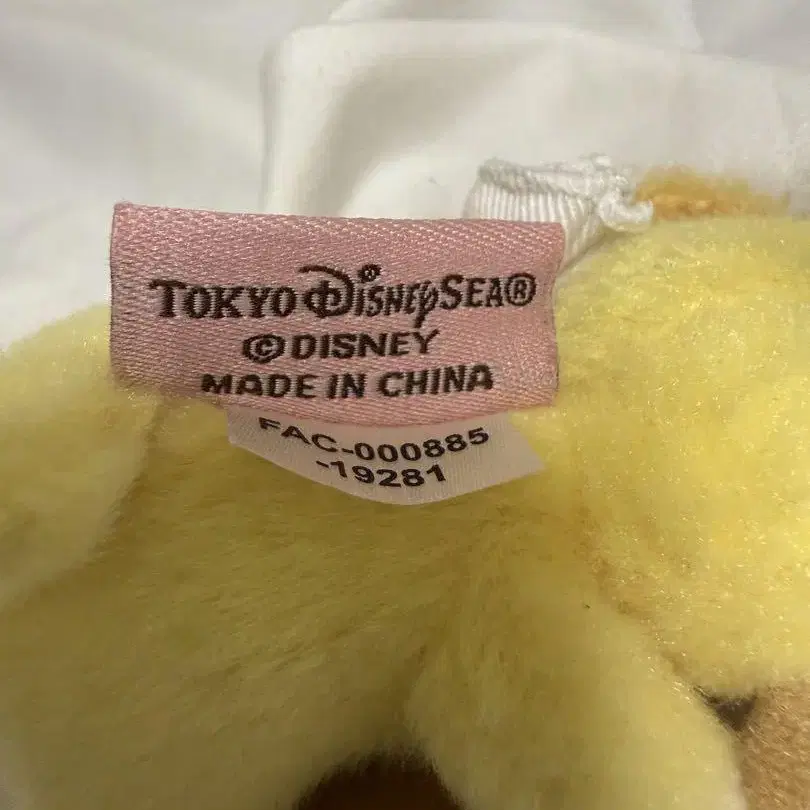 TOKYO DISNEYSEA®
©DISNEY
MADE IN CHINA
FAC-000885
-19281